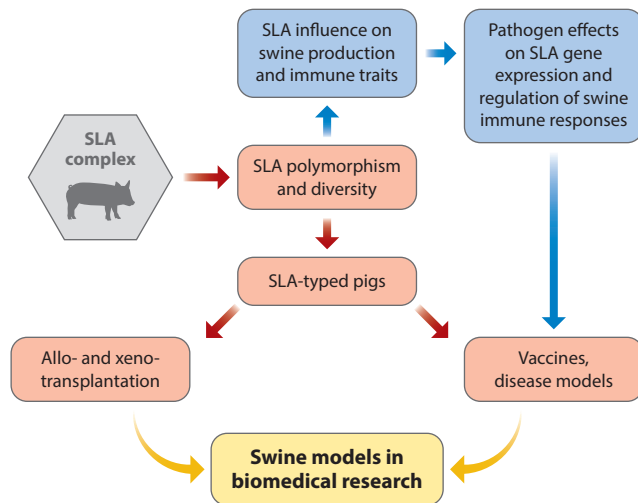 SLA influence on
swine production
and immune traits
Pathogen effects
on SLA gene
expression and
regulation of swine
immune responses
SLA
complex
SLA polymorphism
and diversity
SLA-typed pigs
Allo- and xeno-
transplantation
Vaccines,
disease models
Swine models in
biomedical research